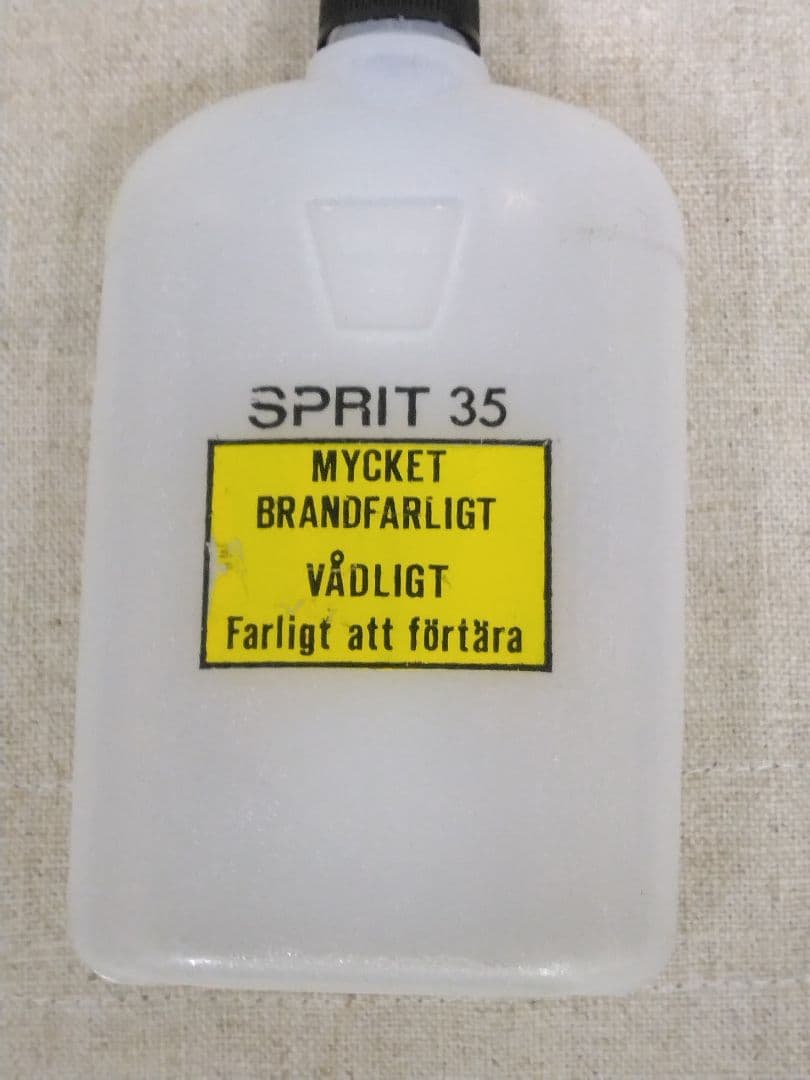 SPRIT 35
MYCKET
BRANDFARLIGT
VÅDLIGT
Farligt att förtära